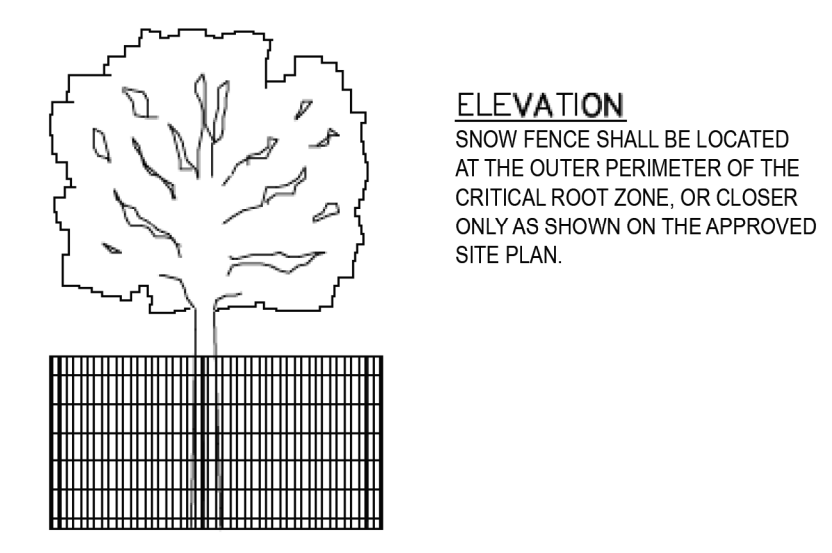 ELEVATION
SNOW FENCE SHALL BE LOCATED
AT THE OUTER PERIMETER OF THE
CRITICAL ROOT ZONE, OR CLOSER
ONLY AS SHOWN ON THE APPROVED
SITE PLAN.